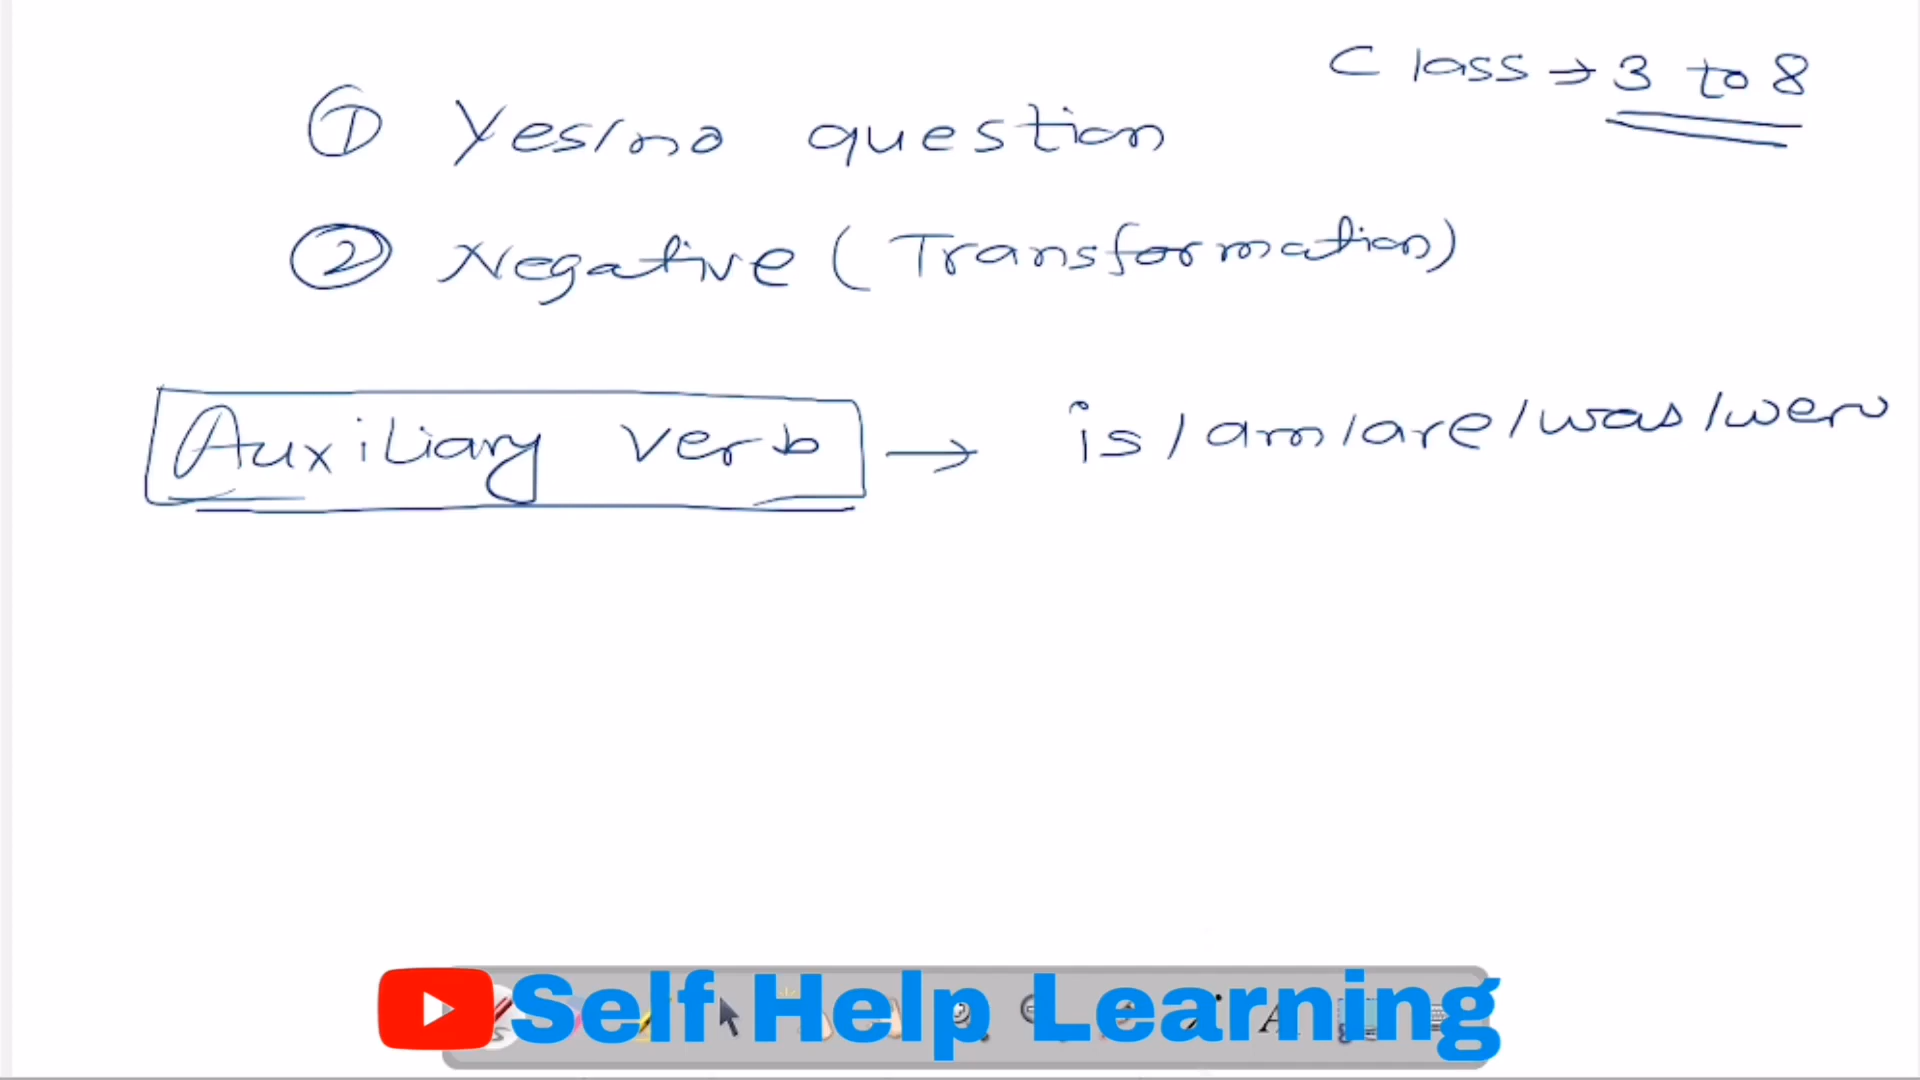 Class → 3 to 8
① Yes/no question
② Negative (Transformation)
Auxiliary verb → is/am/are/was/were
Self Help Learning